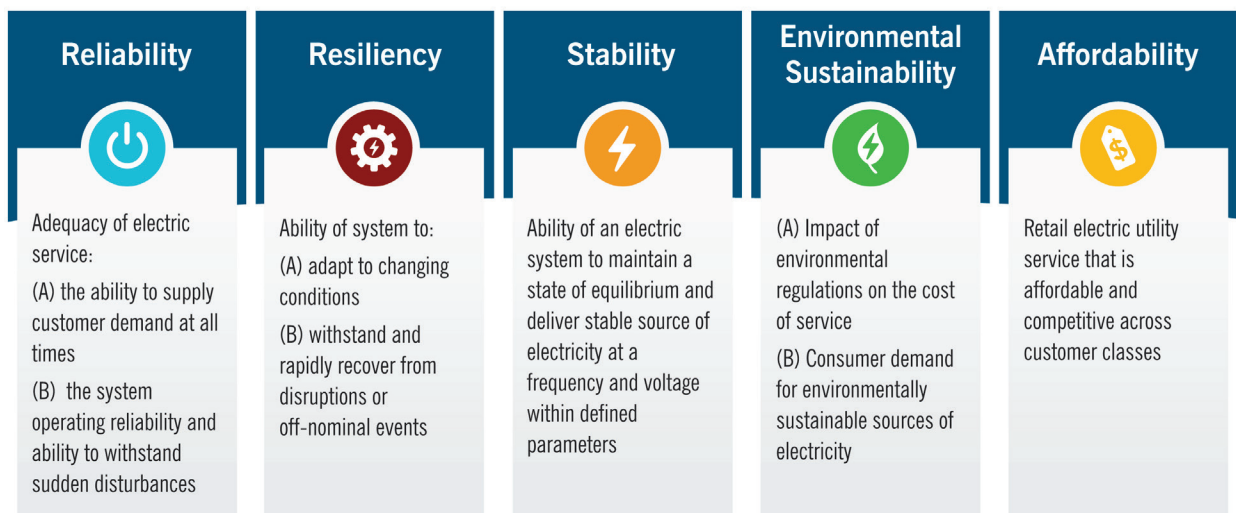 Reliability
Adequacy of electric
service:
(A) the ability to supply
customer demand at all
times
(B) the system
operating reliability and
ability to withstand
sudden disturbances
Resiliency
Ability of system to:
(A) adapt to changing
conditions
(B) withstand and
rapidly recover from
disruptions or
off-nominal events
Stability
Ability of an electric
system to maintain a
state of equilibrium and
deliver stable source of
electricity at a
frequency and voltage
within defined
parameters
Environmental
Sustainability
(A) Impact of
environmental
regulations on the cost
of service
(B) Consumer demand
for environmentally
sustainable sources of
electricity
Affordability
$
Retail electric utility
service that is
affordable and
competitive across
customer classes